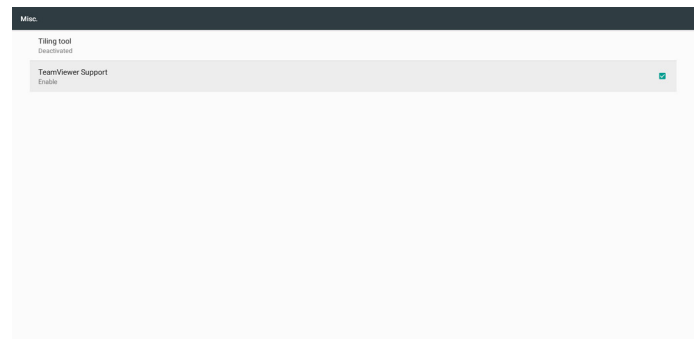 Misc.
Tiling tool
Deactivated
TeamViewer Support
Enable